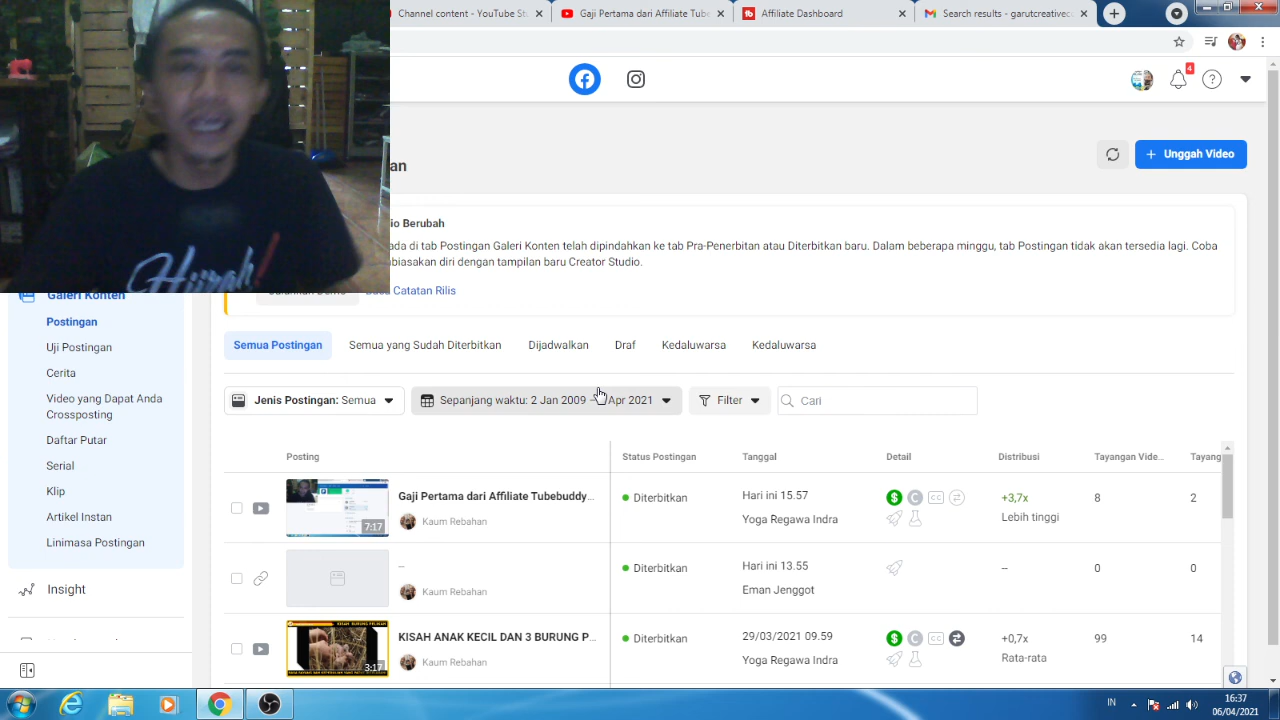 Channel content - YouTube St
Gaji Pertama dari Affiliate Tube
Affiliate Dashboard
Search results - garutcreativec
4
an
+ Unggah Video
io Berubah
ada di tab Postingan Galeri Konten telah dipindahkan ke tab Pra-Penerbitan atau Diterbitkan baru. Dalam beberapa minggu, tab Postingan tidak akan tersedia lagi. Coba
biasakan diri dengan tampilan baru Creator Studio.
Baca Catatan Rilis
Hijrah!
Galeri Konten
Postingan
Uji Postingan
Cerita
Video yang Dapat Anda
Crossposting
Daftar Putar
Serial
Klip
Artikel Instan
Linimasa Postingan
Insight
Semua Postingan
Semua yang Sudah Diterbitkan
Dijadwalkan
Draf
Kedaluwarsa
Kedaluwarsa
Jenis Postingan: Semua
Sepanjang waktu: 2 Jan 2009 – Apr 2021
Filter
Cari
Posting
Status Postingan
Tanggal
Detail
Distribusi
Tayangan Vide...
Tayang
7:17
Gaji Pertama dari Affiliate Tubebuddy...
Kaum Rebahan
Diterbitkan
Hari ini 15.57
Yoga Regawa Indra
+3,7x
Lebih tinggi
8
2
--
Kaum Rebahan
Diterbitkan
Hari ini 13.55
Eman Jenggot
--
0
0
3:17
KISAH ANAK KECIL DAN 3 BURUNG P...
Kaum Rebahan
Diterbitkan
29/03/2021 09.59
Yoga Regawa Indra
+0,7x
Rata-rata
99
14
IN
16:37
06/04/2021